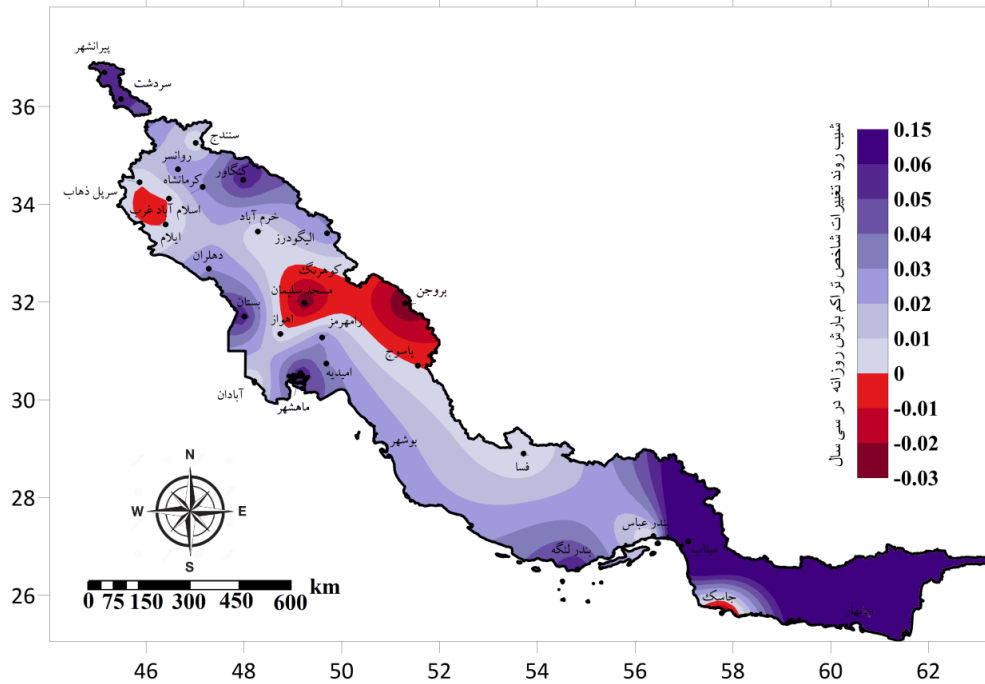 پیرانشهر
36
سردشت
سنندج
روانسر
کنگاور
کرمانشاه
سرپل ذهاب
34
اسلام آباد غرب
خرم آباد
ایلام
الیگودرز
دهلران
کوهرنگ
بروجن
مسجد سلیمان
32
بستان
اهواز
رامهرمز
یاسوج
امیدیه
30
آبادان
ماهشهر
بوشهر
فسا
28
بندر عباس
بندر لنگه
میناب
26
جاسک
چابهار
N
W
E
S
km
0 75 150 300 450 600
46 48 50 52 54 56 58 60 62
شیب روند تغییرات شاخص تراکم بارش روزانه در سی سال
0.15
0.06
0.05
0.04
0.03
0.02
0.01
0
-0.01
-0.02
-0.03